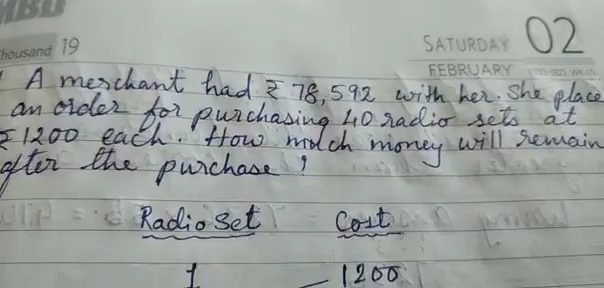 Thousand 19
SATURDAY 02
FEBRUARY
A merchant had ₹ 78,592 with her. She place
an order for purchasing 40 radio sets at
₹1200 each. How much money will remain
after the purchase ?
Radio Set Cost
1 — 1200